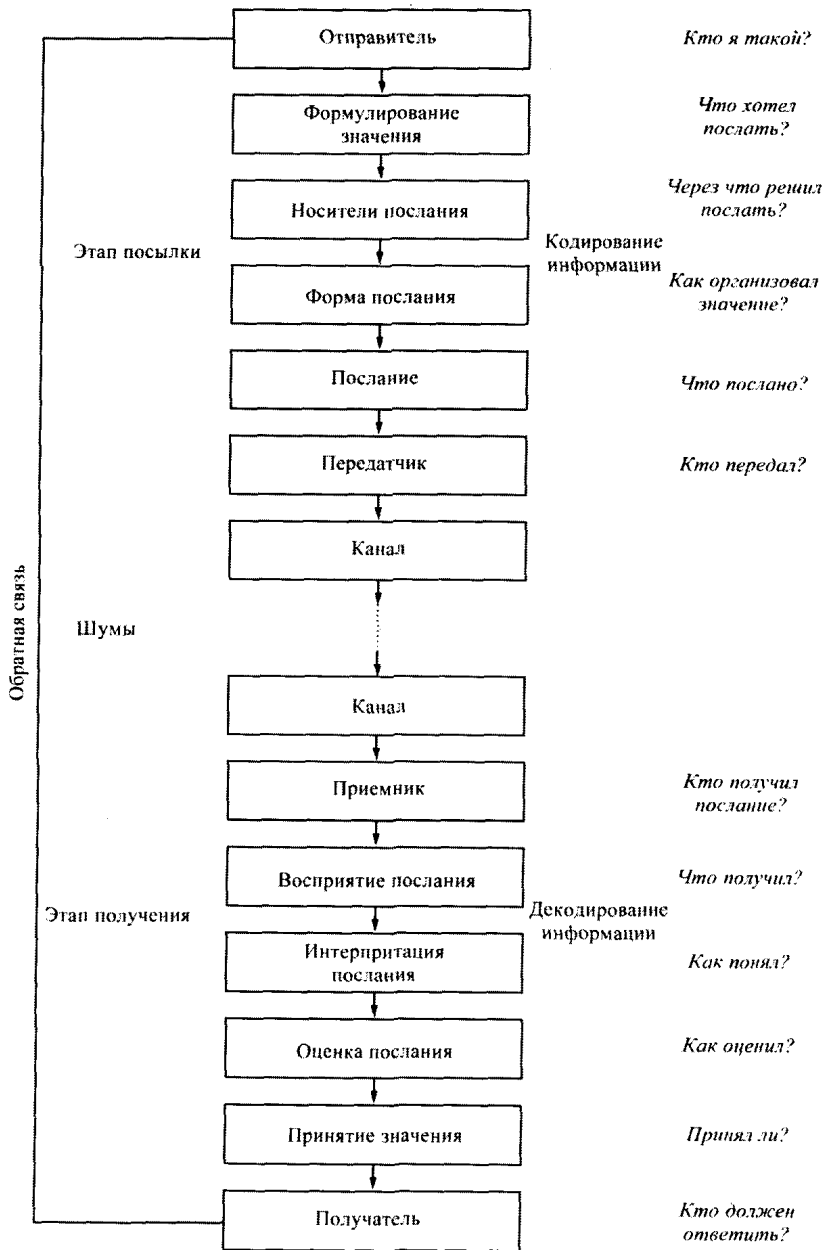 Отправитель
Кто я такой?
Формулирование
значения
Что хотел
послать?
Носители послания
Через что решил
послать?
Этап посылки
Кодирование
информации
Форма послания
Как организовал
значение?
Послание
Что послано?
Передатчик
Кто передал?
Канал
Обратная связь
Шумы
Канал
Приемник
Кто получил
послание?
Восприятие послания
Что получил?
Этап получения
Декодирование
информации
Интерпритация
послания
Как понял?
Оценка послания
Как оценил?
Принятие значения
Принял ли?
Получатель
Кто должен
ответить?